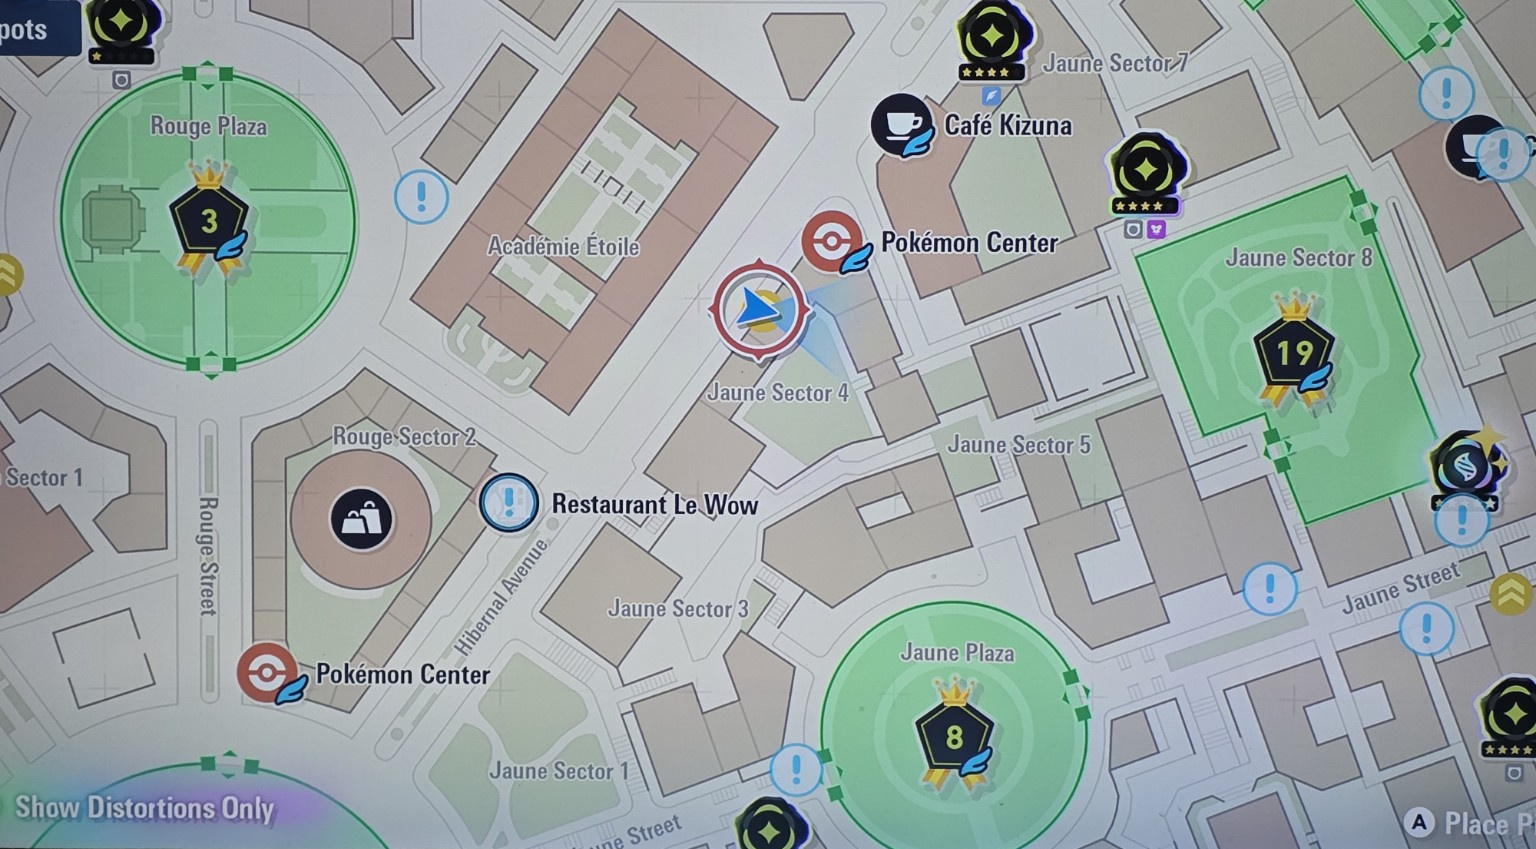 pots
Jaune Sector 7
Rouge Plaza
Café Kizuna
3
Académie Étoile
Pokémon Center
Jaune Sector 8
19
Jaune Sector 4
Rouge Sector 2
Jaune Sector 5
Sector 1
Restaurant Le Wow
Rouge Street
Hibernal Avenue
Jaune Street
Jaune Sector 3
Jaune Plaza
Pokémon Center
8
Jaune Sector 1
Show Distortions Only
une Street
A Place P